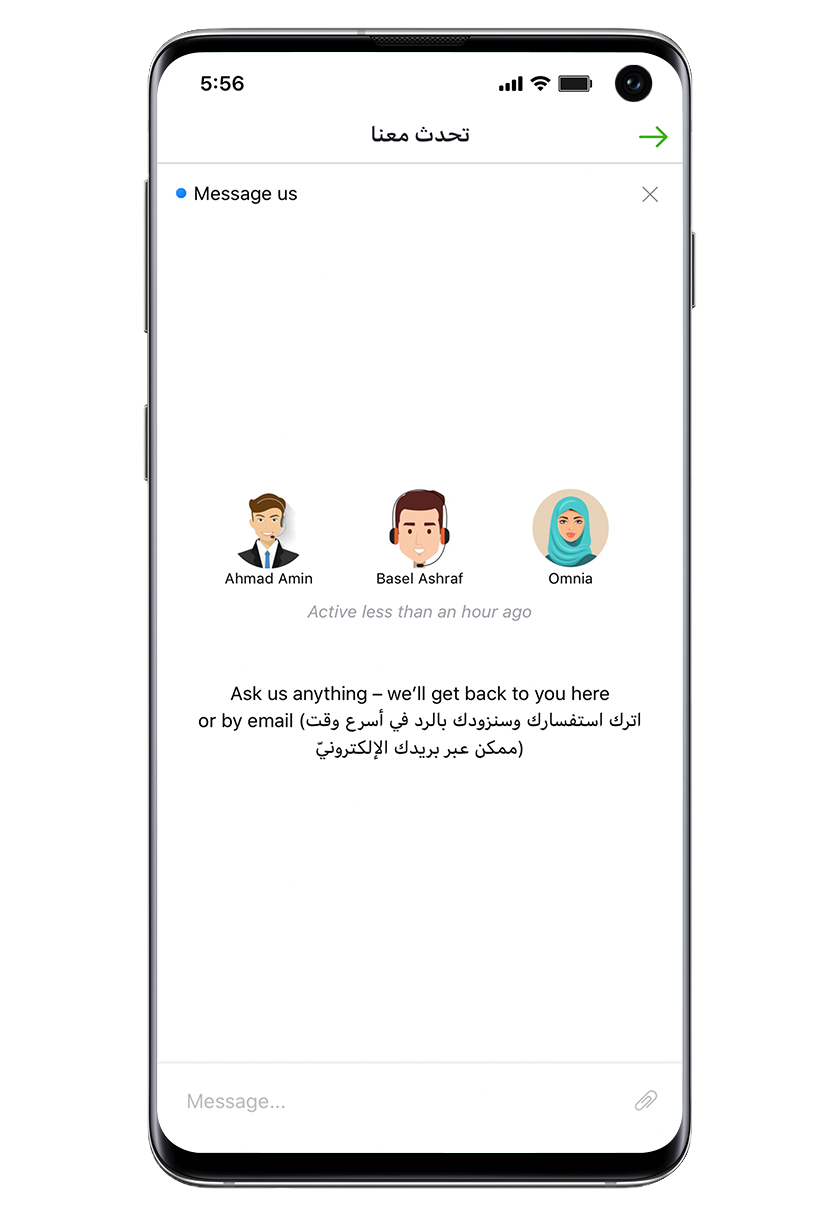 5:56
تحدث معنا
Message us
Ahmad Amin
Basel Ashraf
Omnia
Active less than an hour ago
Ask us anything – we'll get back to you here
or by email (اترك استفسارك وسنزودك بالرد في أسرع وقت
ممكن عبر بريدك الإلكترونيّ)
Message...